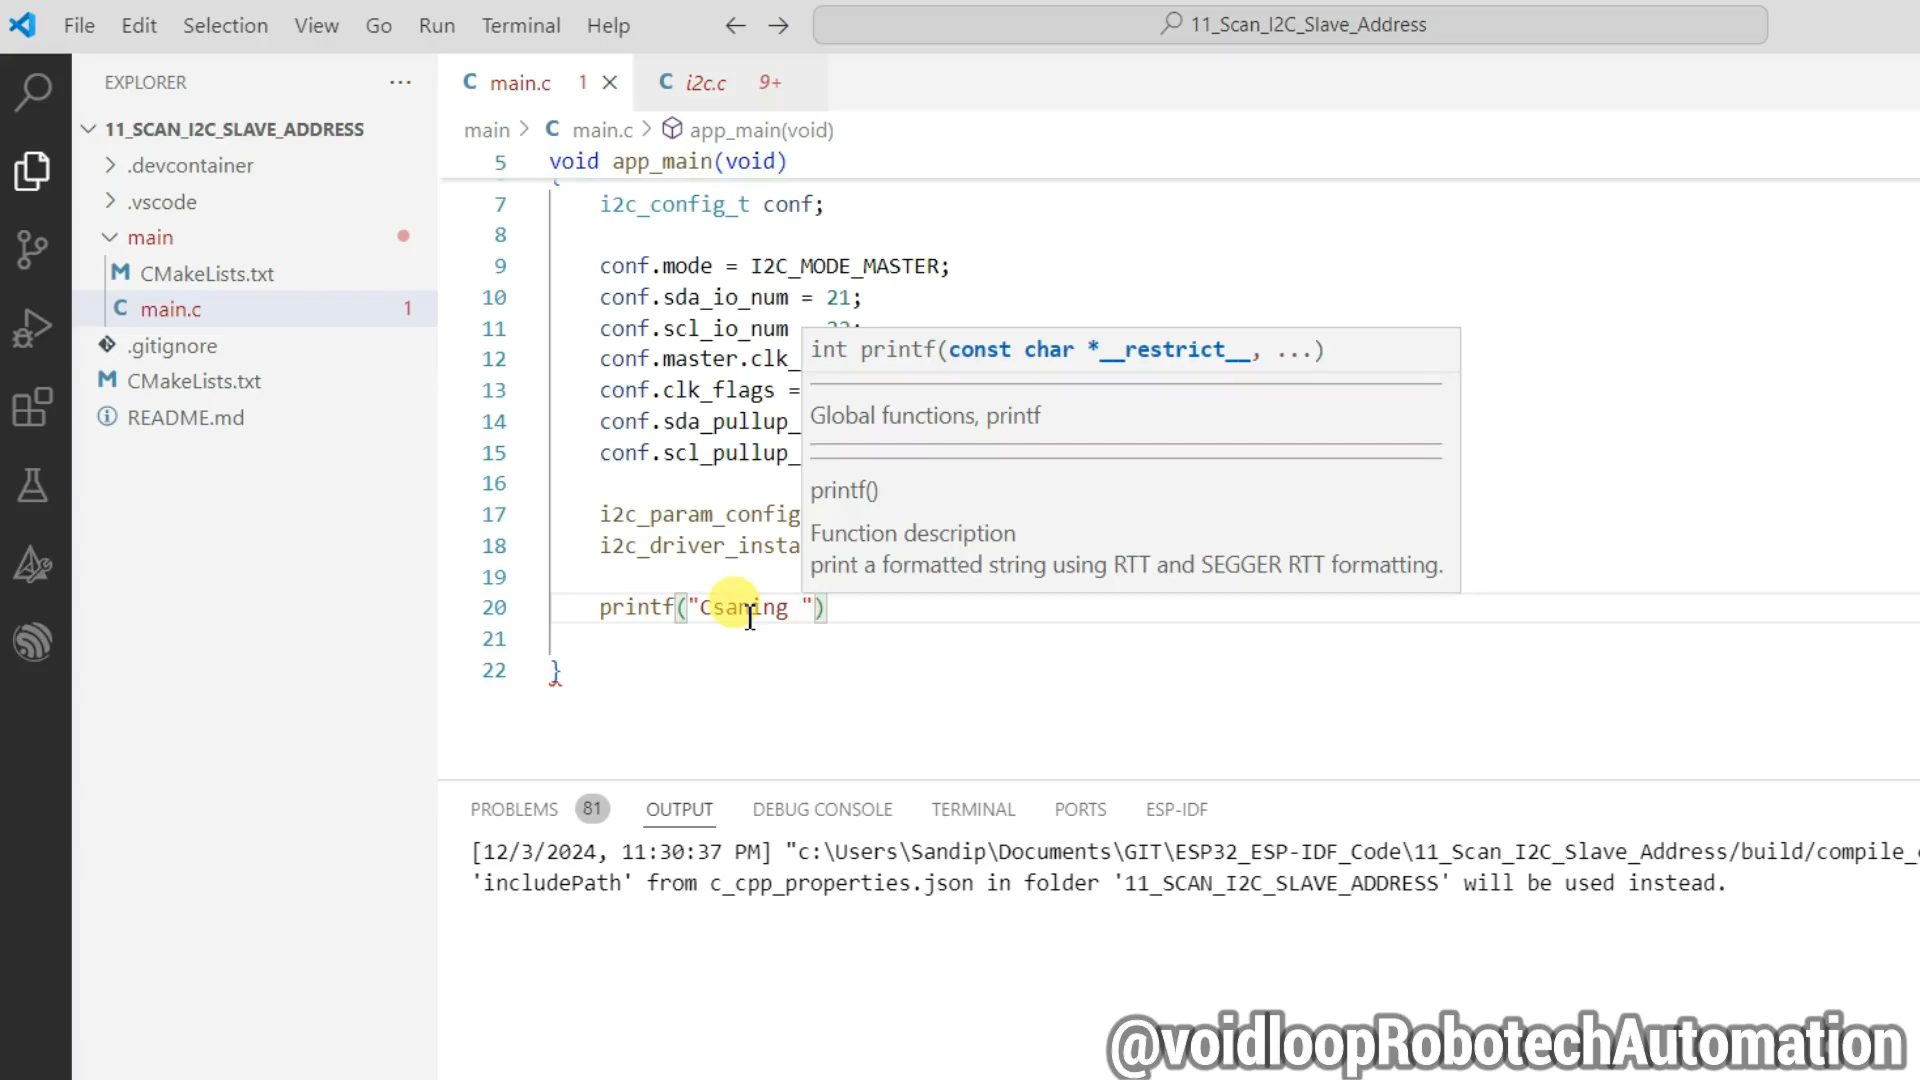 File Edit Selection View Go Run Terminal Help
11_Scan_I2C_Slave_Address
EXPLORER
11_SCAN_I2C_SLAVE_ADDRESS
.devcontainer
.vscode
main
M CMakeLists.txt
C main.c 1
.gitignore
M CMakeLists.txt
README.md
C main.c 1
C i2c.c 9+
main > C main.c > app_main(void)
5 void app_main(void)
7 i2c_config_t conf;
8
9 conf.mode = I2C_MODE_MASTER;
10 conf.sda_io_num = 21;
11 conf.scl_io_num
12 conf.master.clk_
13 conf.clk_flags =
14 conf.sda_pullup_
15 conf.scl_pullup_
16
17 i2c_param_config
18 i2c_driver_insta
19
20 printf("Csaning ")
21
22 }
int printf(const char *__restrict__, ...)
Global functions, printf
printf()
Function description
print a formatted string using RTT and SEGGER RTT formatting.
PROBLEMS 81 OUTPUT DEBUG CONSOLE TERMINAL PORTS ESP-IDF
[12/3/2024, 11:30:37 PM] "c:\Users\Sandip\Documents\GIT\ESP32_ESP-IDF_Code\11_Scan_I2C_Slave_Address/build/compile_
'includePath' from c_cpp_properties.json in folder '11_SCAN_I2C_SLAVE_ADDRESS' will be used instead.
@voidloopRobotechAutomation